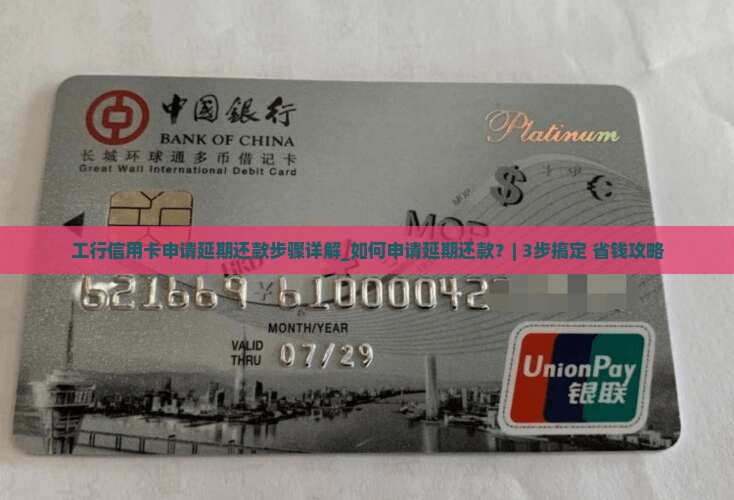 中国银行
BANK OF CHINA
长城环球通多币借记卡
Great Wall International Debit Card
Platinum
MOP
$
€
MOP
工行信用卡申请延期还款步骤详解_如何申请延期还款？| 3步搞定 省钱攻略
621669 61000042
MONTH/YEAR
VALID THRU 07/29
UnionPay
银联